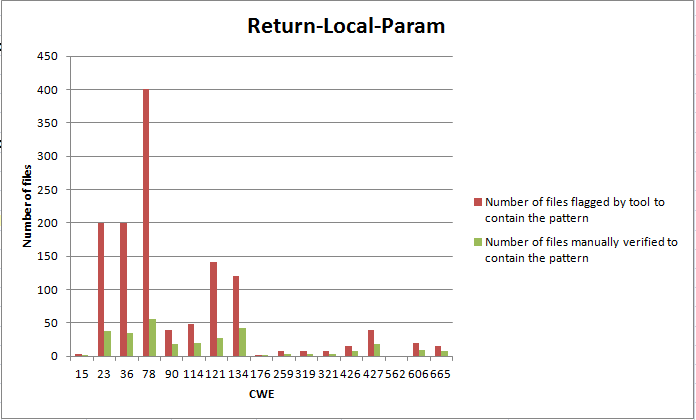 Return-Local-Param
450
400
350
300
250
200
150
100
50
0
Number of files
15 23 36 78 90 114 121 134 176 259 319 321 426 427 562 606 665
CWE
Number of files flagged by tool to
contain the pattern
Number of files manually verified to
contain the pattern